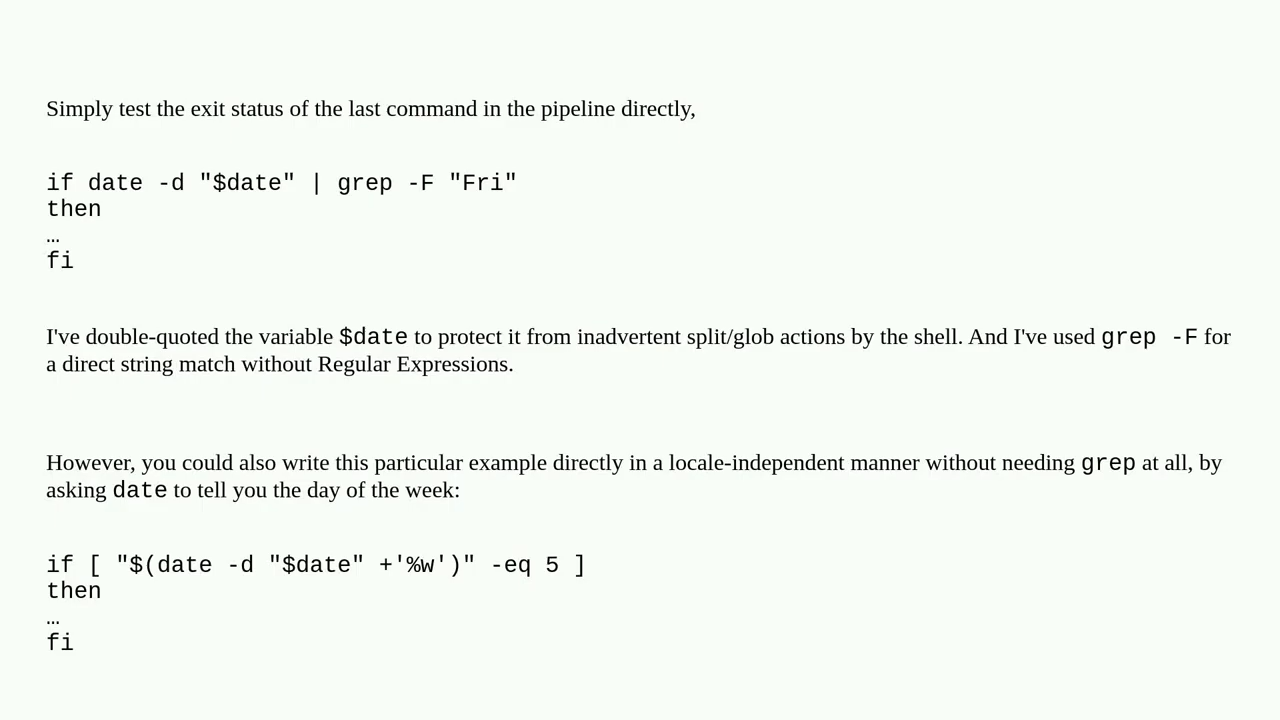 Simply test the exit status of the last command in the pipeline directly,
if date -d "$date" | grep -F "Fri"
then
…
fi
I've double-quoted the variable $date to protect it from inadvertent split/glob actions by the shell. And I've used grep -F for
a direct string match without Regular Expressions.
However, you could also write this particular example directly in a locale-independent manner without needing grep at all, by
asking date to tell you the day of the week:
if [ "$(date -d "$date" +'%w')" -eq 5 ]
then
…
fi